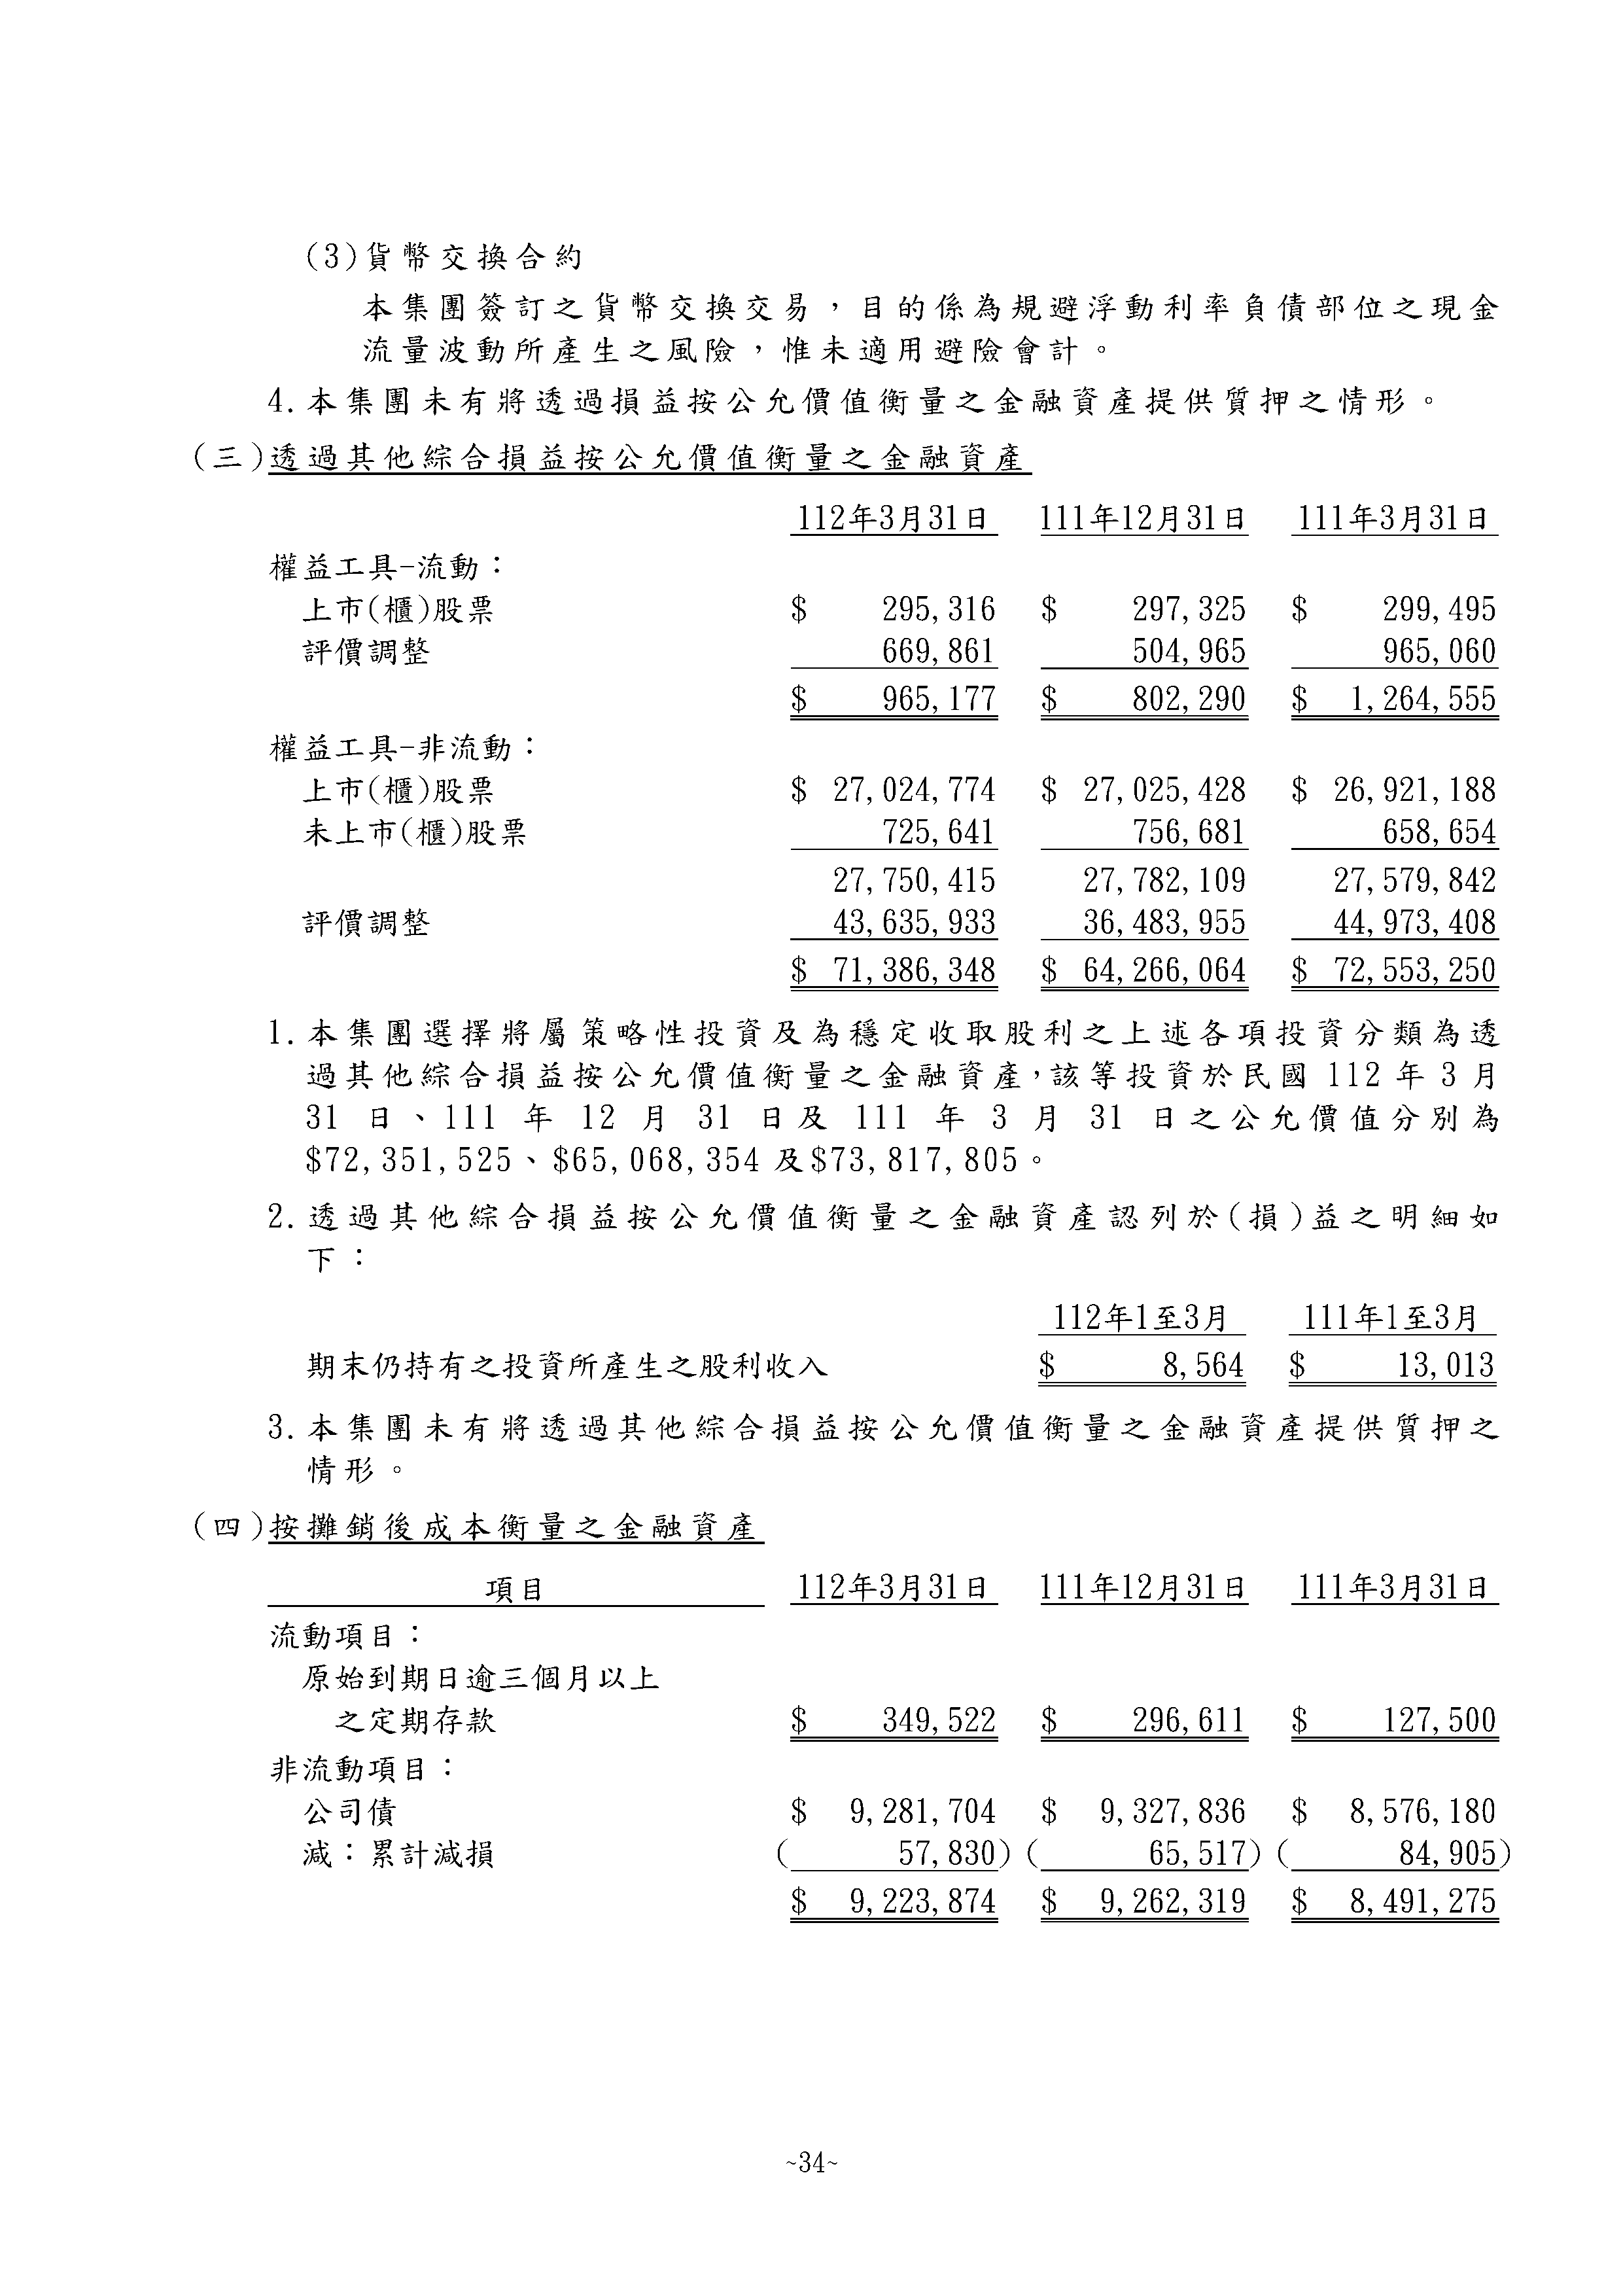 (3)貨幣交換合約
本集團簽訂之貨幣交換交易，目的係為規避浮動利率負債部位之現金
流量波動所產生之風險，惟未適用避險會計。
4.本集團未有將透過損益按公允價值衡量之金融資產提供質押之情形。
(三)透過其他綜合損益按公允價值衡量之金融資產
112年3月31日 111年12月31日 111年3月31日
權益工具-流動：
上市(櫃)股票 $ 295,316 $ 297,325 $ 299,495
評價調整 669,861 504,965 965,060
$ 965,177 $ 802,290 $ 1,264,555
權益工具-非流動：
上市(櫃)股票 $ 27,024,774 $ 27,025,428 $ 26,921,188
未上市(櫃)股票 725,641 756,681 658,654
27,750,415 27,782,109 27,579,842
評價調整 43,635,933 36,483,955 44,973,408
$ 71,386,348 $ 64,266,064 $ 72,553,250
1.本集團選擇將屬策略性投資及為穩定收取股利之上述各項投資分類為透
過其他綜合損益按公允價值衡量之金融資產，該等投資於民國 112 年 3 月
31 日、111 年 12 月 31 日及 111 年 3 月 31 日之公允價值分別為
$72,351,525、$65,068,354 及$73,817,805。
2.透過其他綜合損益按公允價值衡量之金融資產認列於(損)益之明細如
下：
112年1至3月 111年1至3月
期末仍持有之投資所產生之股利收入 $ 8,564 $ 13,013
3.本集團未有將透過其他綜合損益按公允價值衡量之金融資產提供質押之
情形。
(四)按攤銷後成本衡量之金融資產
項目 112年3月31日 111年12月31日 111年3月31日
流動項目：
原始到期日逾三個月以上
之定期存款 $ 349,522 $ 296,611 $ 127,500
非流動項目：
公司債 $ 9,281,704 $ 9,327,836 $ 8,576,180
減：累計減損 ( 57,830) ( 65,517) ( 84,905)
$ 9,223,874 $ 9,262,319 $ 8,491,275
~34~